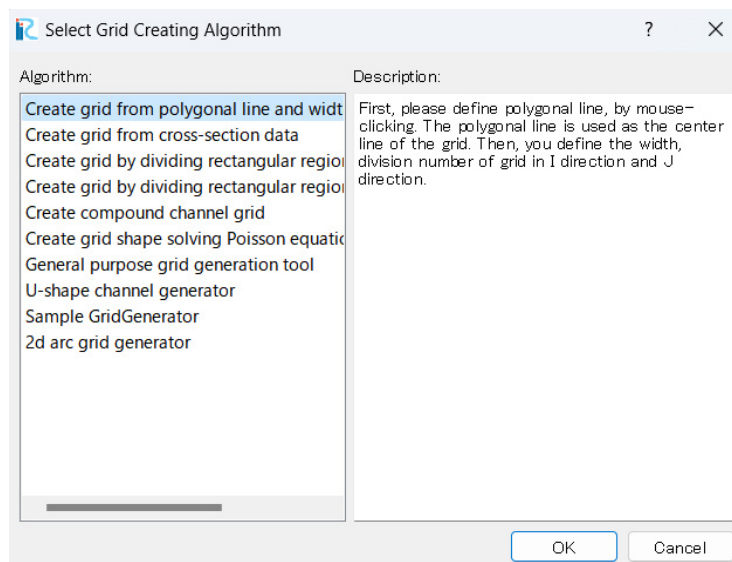 Select Grid Creating Algorithm
?
Algorithm:
Description:
Create grid from polygonal line and widt
Create grid from cross-section data
Create grid by dividing rectangular region
Create grid by dividing rectangular region
Create compound channel grid
Create grid shape solving Poisson equatic
General purpose grid generation tool
U-shape channel generator
Sample GridGenerator
2d arc grid generator
First, please define polygonal line, by mouse-
clicking. The polygonal line is used as the center
line of the grid. Then, you define the width,
division number of grid in I direction and J
direction.
OK
Cancel